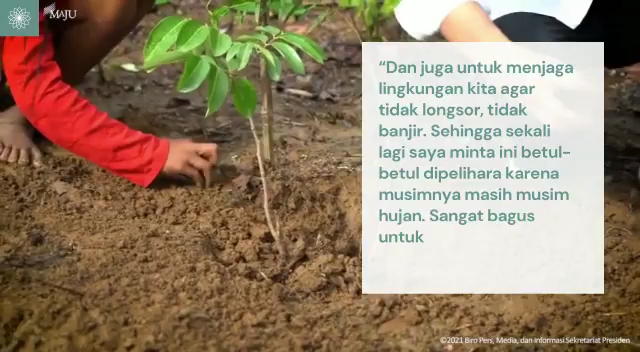 MAJU
“Dan juga untuk menjaga
lingkungan kita agar
tidak longsor, tidak
banjir. Sehingga sekali
lagi saya minta ini betul-
betul dipelihara karena
musimnya masih musim
hujan. Sangat bagus
untuk
©2021 Biro Pers, Media, dan Informasi Sekretariat Presiden